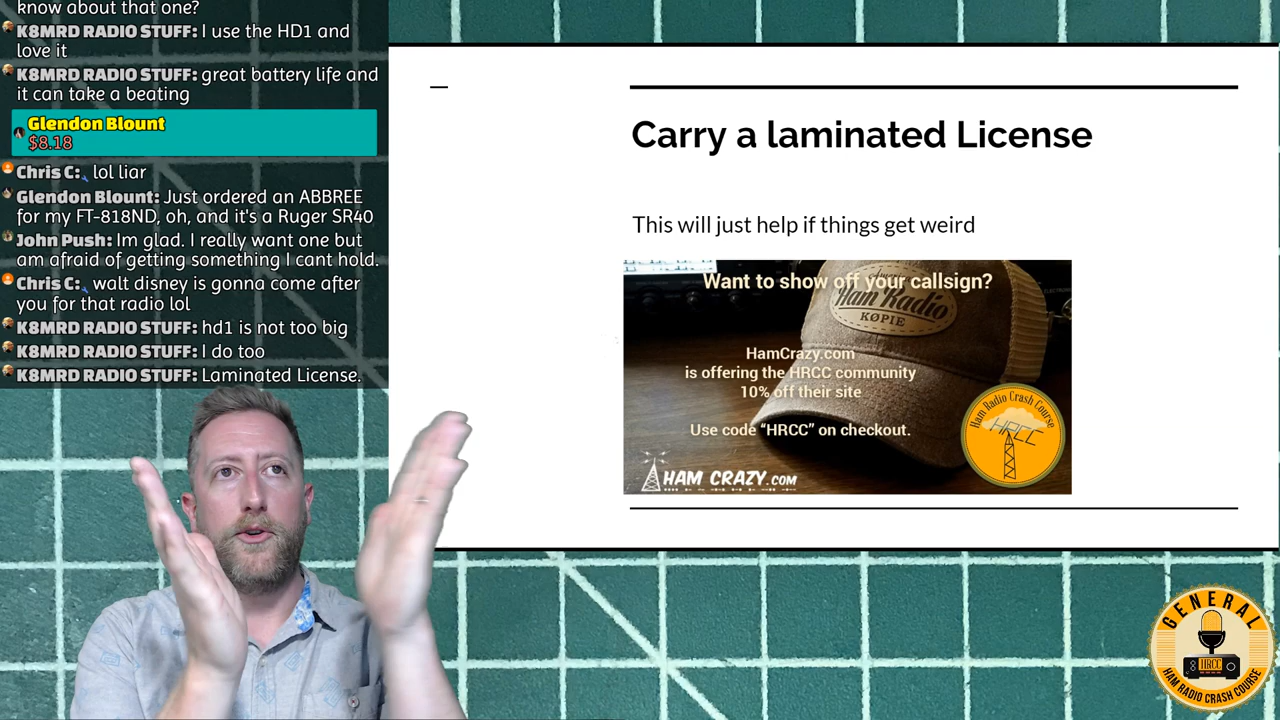 know about that one?
K8MRD RADIO STUFF: I use the HD1 and
love it
K8MRD RADIO STUFF: great battery life and
it can take a beating
Glendon Blount
$8.18
Chris C: lol liar
Glendon Blount: Just ordered an ABBREE
for my FT-818ND, oh, and it's a Ruger SR40
John Push: Im glad. I really want one but
am afraid of getting something I cant hold.
Chris C: walt disney is gonna come after
you for that radio lol
K8MRD RADIO STUFF: hd1 is not too big
K8MRD RADIO STUFF: I do too
K8MRD RADIO STUFF: Laminated License.
Carry a laminated License
This will just help if things get weird
Want to show off your callsign?
Ham Radio
KØPIE
HamCrazy.com
is offering the HRCC community
10% off their site
Use code “HRCC” on checkout.
HAM CRAZY.COM
Ham Radio Crash Course
HRCC
GENERAL
HRCC
HAM RADIO CRASH COURSE